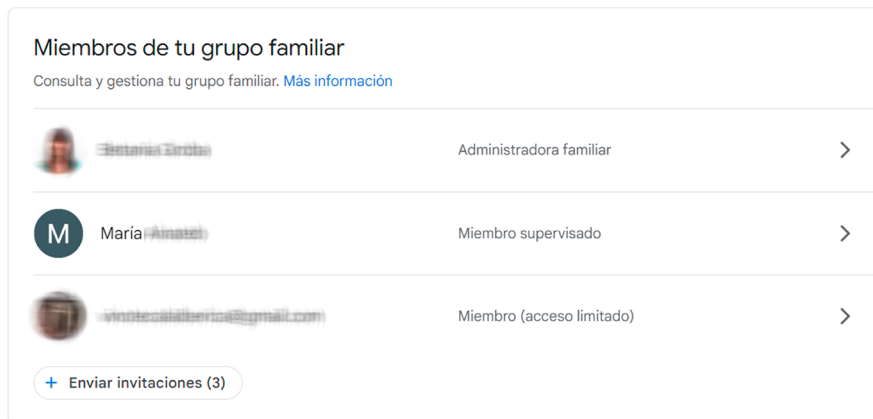 Miembros de tu grupo familiar
Consulta y gestiona tu grupo familiar. Más información
Administradora familiar
M María Miembro supervisado
Miembro (acceso limitado)
+ Enviar invitaciones (3)